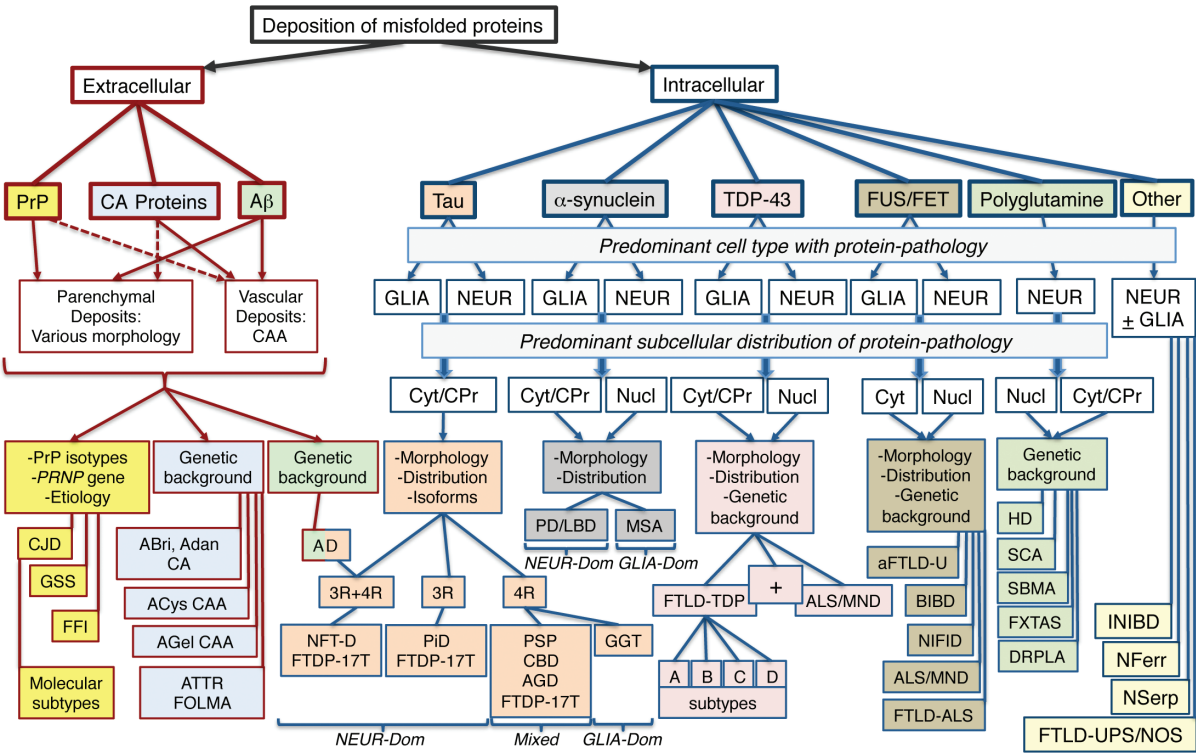 Deposition of misfolded proteins
Extracellular
Intracellular
PrP
CA Proteins
Aβ
Tau
α-synuclein
TDP-43
FUS/FET
Polyglutamine
Other
Predominant cell type with protein-pathology
Parenchymal
Deposits:
Various morphology
Vascular
Deposits:
CAA
GLIA
NEUR
GLIA
NEUR
GLIA
NEUR
GLIA
NEUR
NEUR
NEUR
± GLIA
Predominant subcellular distribution of protein-pathology
Cyt/CPr
Cyt/CPr
Nucl
Cyt/CPr
Nucl
Cyt
Nucl
Nucl
Cyt/CPr
-PrP isotypes
-PRNP gene
-Etiology
Genetic
background
Genetic
background
-Morphology
-Distribution
-Isoforms
-Morphology
-Distribution
-Morphology
-Distribution
-Genetic
background
-Morphology
-Distribution
-Genetic
background
Genetic
background
CJD
GSS
FFI
Molecular
subtypes
ABri, Adan
CA
ACys CAA
AGel CAA
ATTR
FOLMA
AD
3R+4R
3R
4R
NFT-D
FTDP-17T
PiD
FTDP-17T
PSP
CBD
AGD
FTDP-17T
GGT
NEUR-Dom
Mixed
GLIA-Dom
PD/LBD
MSA
NEUR-Dom
GLIA-Dom
FTLD-TDP
+
ALS/MND
A
B
C
D
subtypes
aFTLD-U
BIBD
NIFID
ALS/MND
FTLD-ALS
HD
SCA
SBMA
FXTAS
DRPLA
INIBD
NFerr
NSerp
FTLD-UPS/NOS